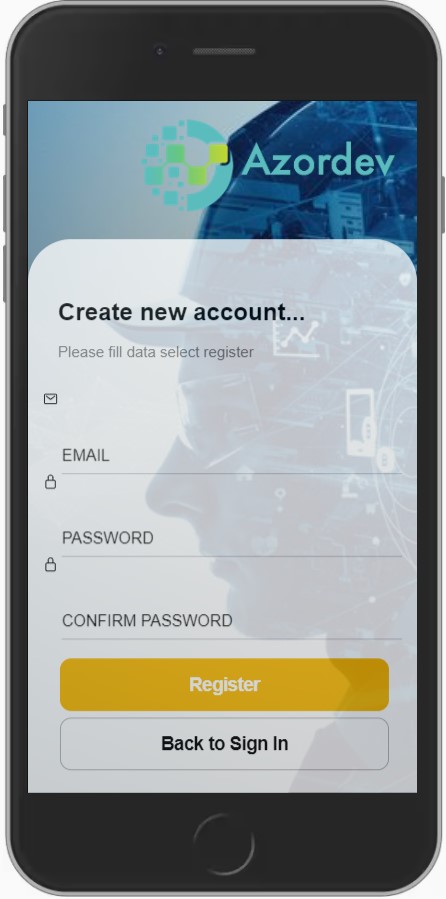 Azordev
Create new account...
Please fill data select register
EMAIL
PASSWORD
CONFIRM PASSWORD
Register
Back to Sign In